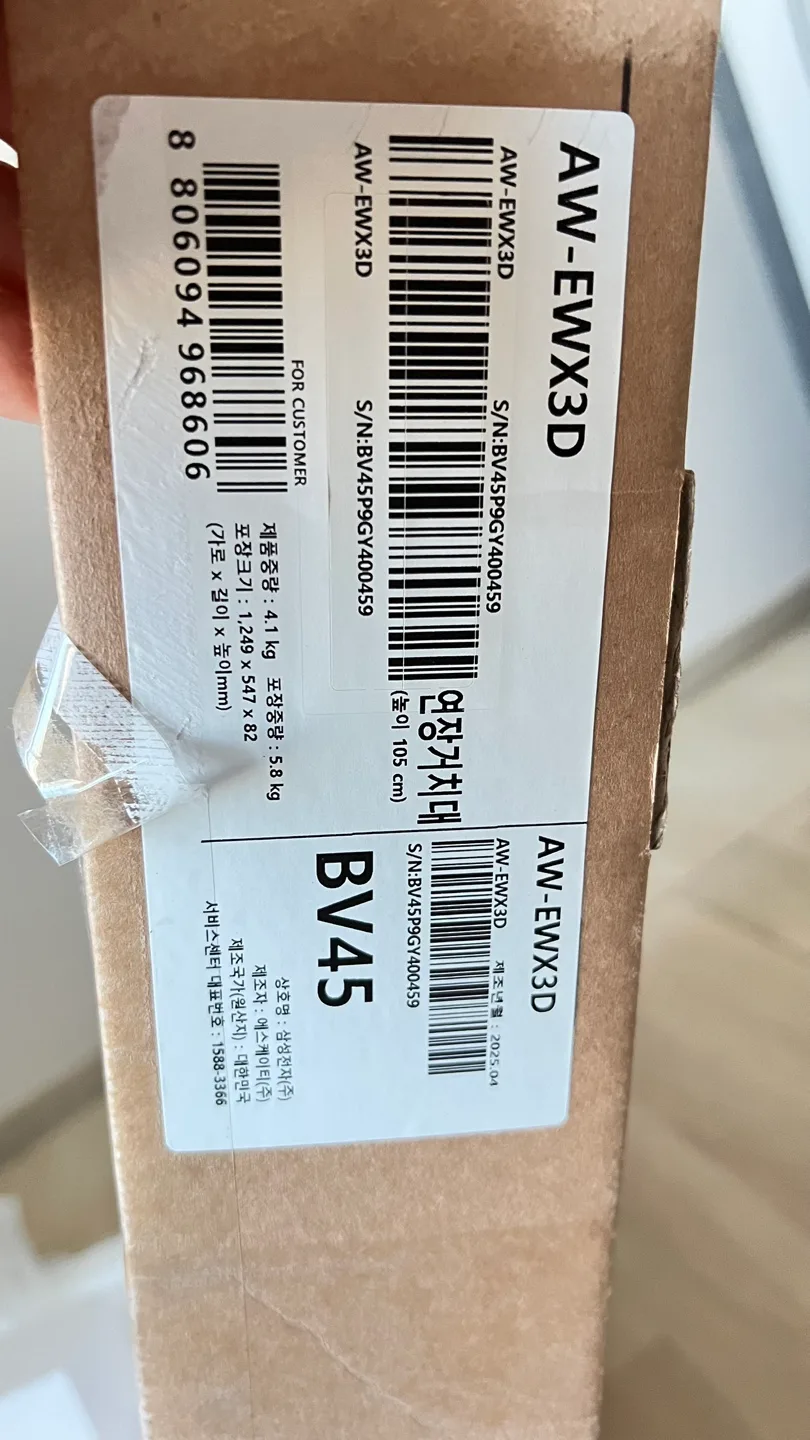 AW-EWX3D
AW-EWX3D S/N:BV45P9GY400459
AW-EWX3D S/N:BV45P9GY400459
연장거치대
(높이 105 cm)
FOR CUSTOMER
8 806094 968606
제품중량 : 4.1 kg 포장중량 : 5.8 kg
포장크기 : 1,249 x 547 x 82
(가로 x 길이 x 높이mm)
AW-EWX3D
AW-EWX3D 제조년월 : 2025.04
S/N:BV45P9GY400459
BV45
상호명 : 삼성전자(주)
제조자 : 에스케이티(주)
제조국가(원산지) : 대한민국
서비스센터 대표번호 : 1588-3366